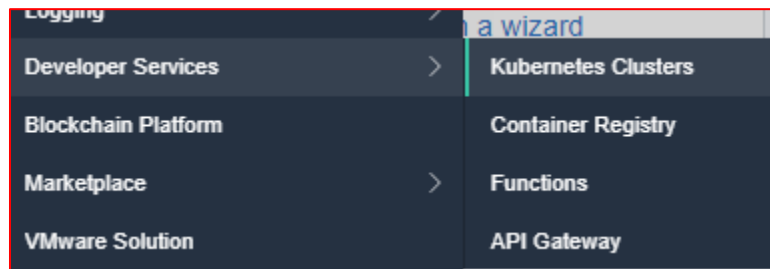 Logging
a wizard
Developer Services
Kubernetes Clusters
Blockchain Platform
Container Registry
Marketplace
Functions
VMware Solution
API Gateway